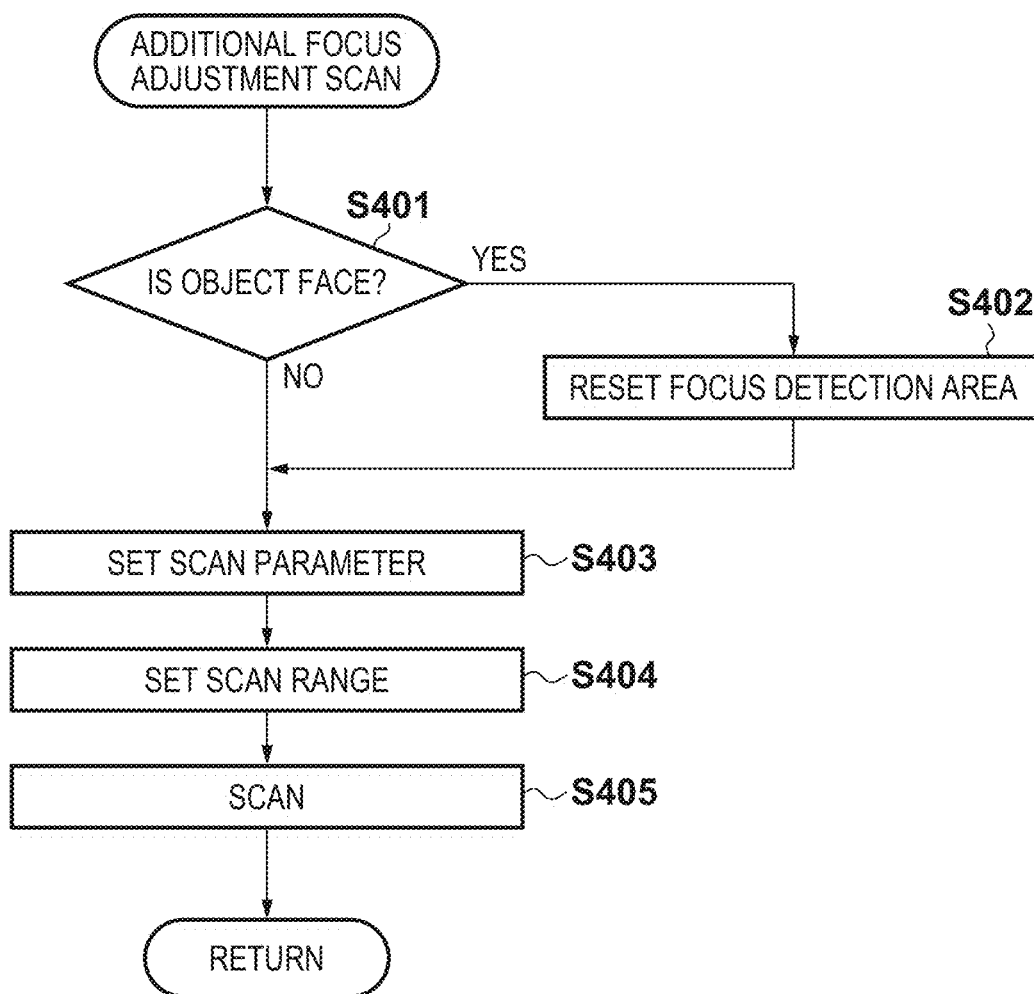 ADDITIONAL FOCUS
ADJUSTMENT SCAN
S401
IS OBJECT FACE?
YES
S402
NO
RESET FOCUS DETECTION AREA
SET SCAN PARAMETER
S403
SET SCAN RANGE
S404
SCAN
S405
RETURN